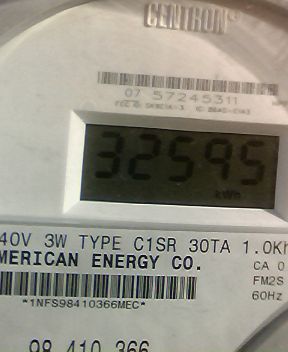 CENTRON®
07 57245311
32595
kWh
40V 3W TYPE C1SR 30TA 1.0Kh
MERICAN ENERGY CO.
CA 0
FM2S
60Hz
*1NFS98410366MEC*
98 410 366